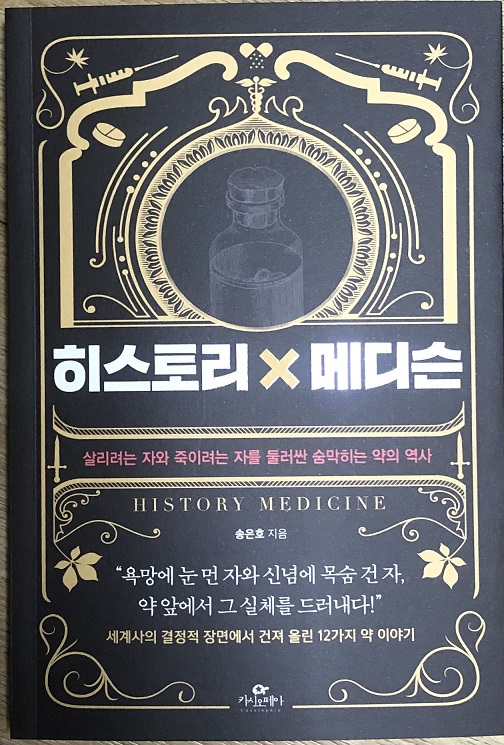 히스토리 × 메디슨
살리려는 자와 죽이려는 자를 둘러싼 숨막히는 약의 역사
HISTORY MEDICINE
송은호 지음
“욕망에 눈 먼 자와 신념에 목숨 건 자,
약 앞에서 그 실체를 드러내다!”
세계사의 결정적 장면에서 건져 올린 12가지 약 이야기
카시오페아
Cassiopeia